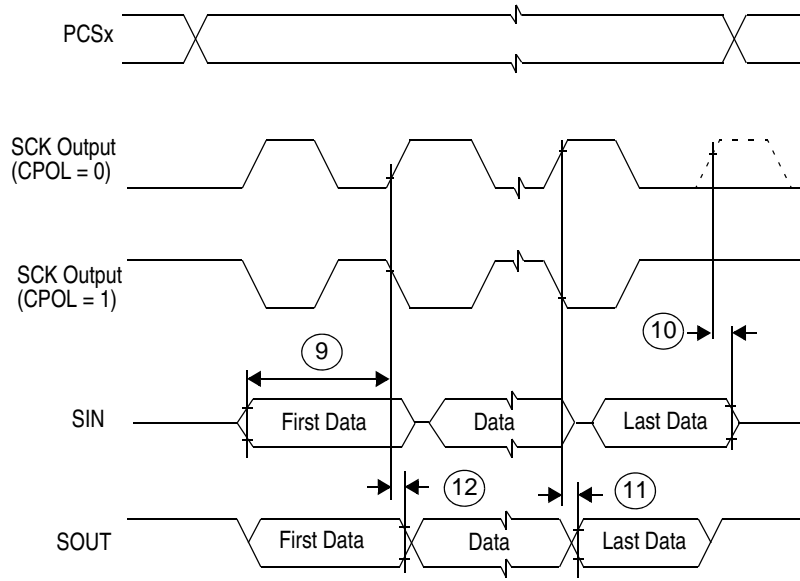 PCSx
SCK Output
(CPOL = 0)
SCK Output
(CPOL = 1)
10
9
SIN
First Data
Data
Last Data
12
11
SOUT
First Data
Data
Last Data